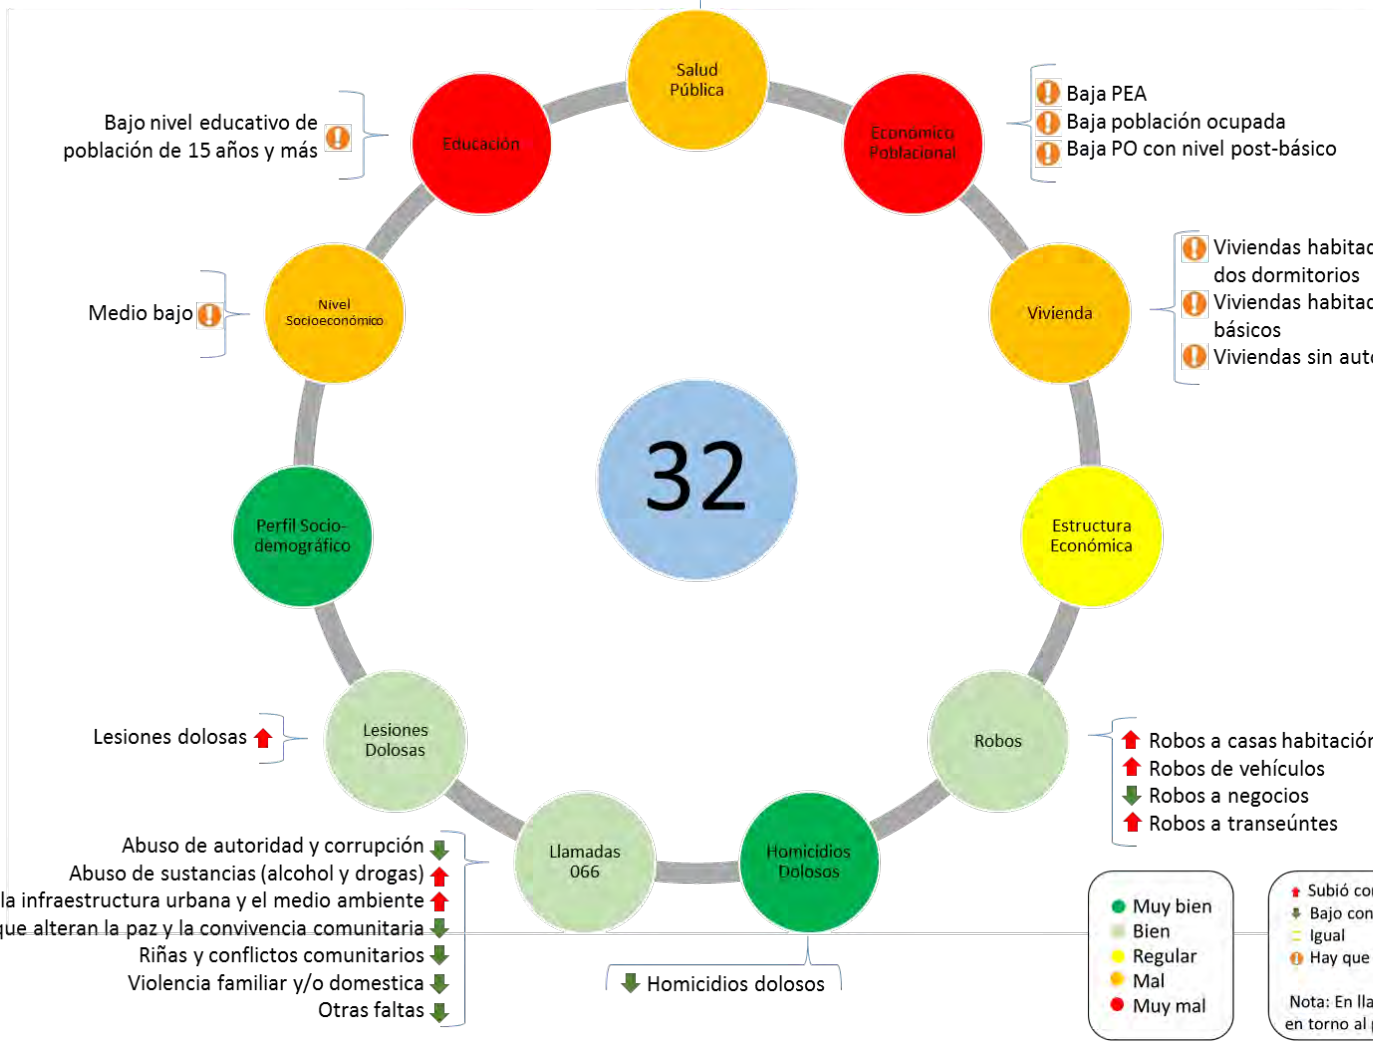 Salud
Pública
Educación
Económico
Poblacional
Bajo nivel educativo de
población de 15 años y más
Baja PEA
Baja población ocupada
Baja PO con nivel post-básico
Nivel
Socioeconómico
Medio bajo
Vivienda
Viviendas habitad
dos dormitorios
Viviendas habitad
básicos
Viviendas sin auto
32
Perfil Socio-
demográfico
Estructura
Económica
Lesiones
Dolosas
Lesiones dolosas
Robos
Robos a casas habitación
Robos de vehículos
Robos a negocios
Robos a transeúntes
Llamadas
066
Homicidios
Dolosos
Abuso de autoridad y corrupción
Abuso de sustancias (alcohol y drogas)
la infraestructura urbana y el medio ambiente
que alteran la paz y la convivencia comunitaria
Riñas y conflictos comunitarios
Violencia familiar y/o domestica
Otras faltas
Homicidios dolosos
Muy bien
Bien
Regular
Mal
Muy mal
Subió con
Bajo con
Igual
Hay que
Nota: En lla
en torno al p